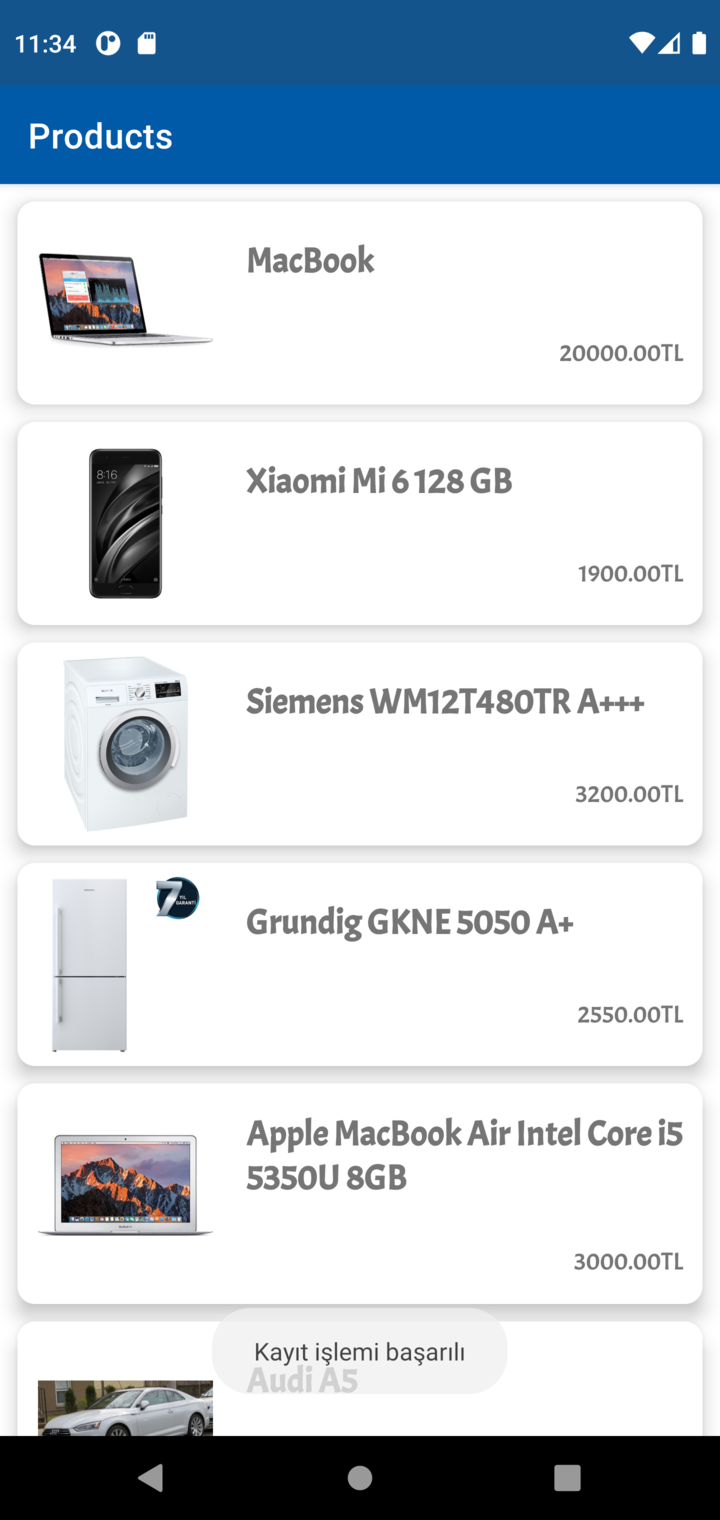 11:34
Products
MacBook
20000.00TL
8:16
Xiaomi Mi 6 128 GB
1900.00TL
Siemens WM12T480TR A+++
3200.00TL
7 YIL
GARANTİ
Grundig GKNE 5050 A+
2550.00TL
Apple MacBook Air Intel Core i5
5350U 8GB
3000.00TL
Kayıt işlemi başarılı
Audi A5